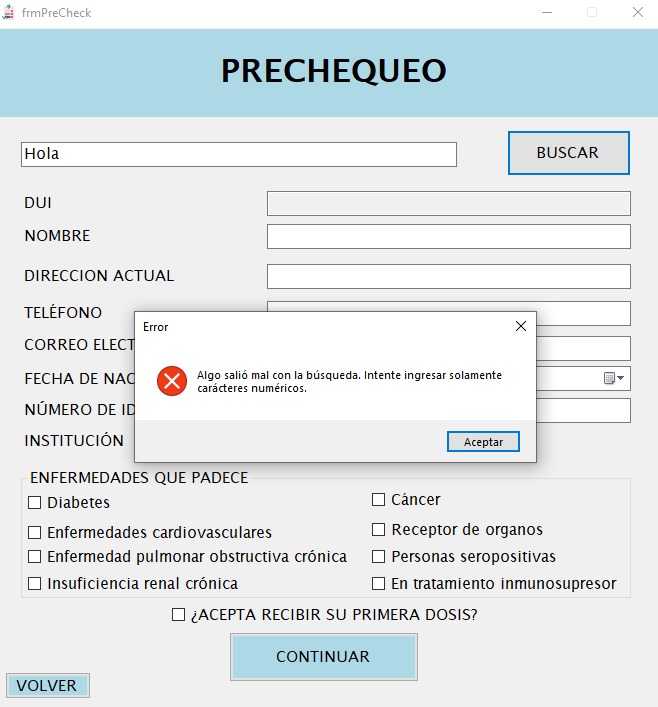 frmPreCheck
PRECHEQUEO
Hola
BUSCAR
DUI
NOMBRE
DIRECCION ACTUAL
TELÉFONO
CORREO ELECT
FECHA DE NAC
NÚMERO DE ID
INSTITUCIÓN
Error
Algo salió mal con la búsqueda. Intente ingresar solamente
carácteres numéricos.
Aceptar
ENFERMEDADES QUE PADECE
Diabetes
Cáncer
Enfermedades cardiovasculares
Receptor de organos
Enfermedad pulmonar obstructiva crónica
Personas seropositivas
Insuficiencia renal crónica
En tratamiento inmunosupresor
¿ACEPTA RECIBIR SU PRIMERA DOSIS?
CONTINUAR
VOLVER